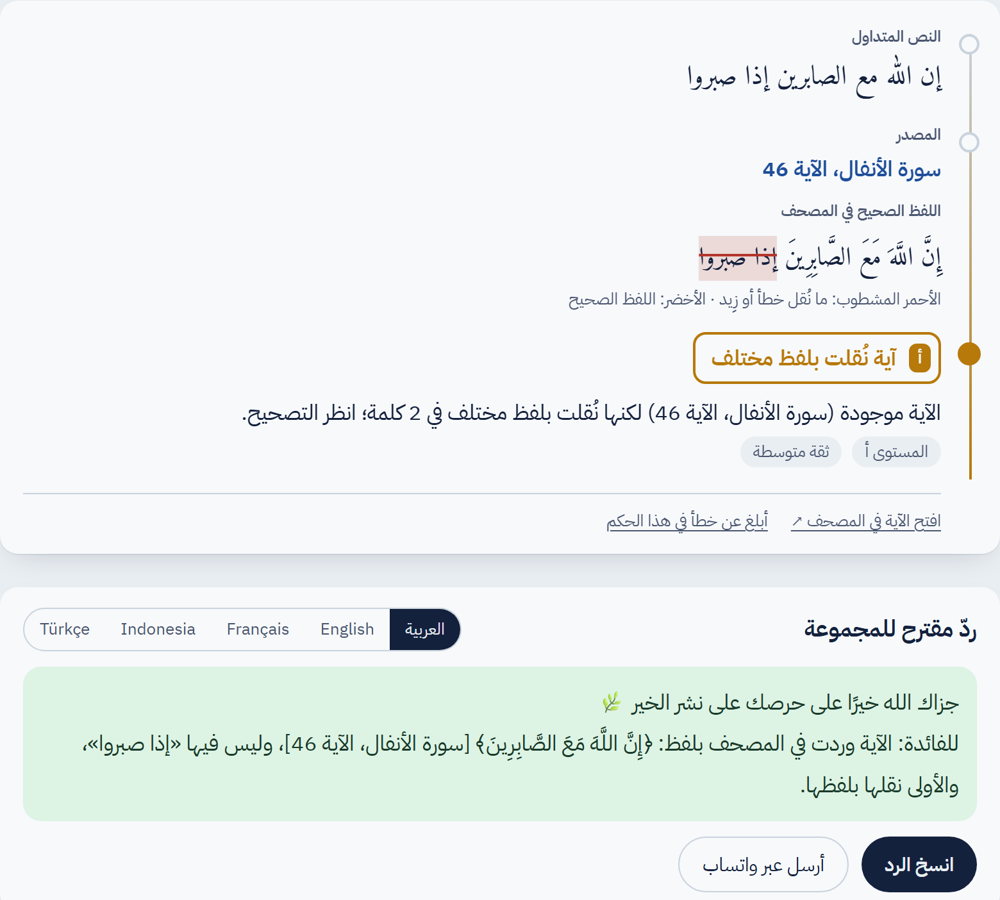 النص المتداول
إن الله مع الصابرين إذا صبروا
المصدر
سورة الأنفال، الآية 46
اللفظ الصحيح في المصحف
إِنَّ اللَّهَ مَعَ الصَّابِرِينَ إذا صبروا
الأحمر المشطوب: ما نُقل خطأ أو زِيد · الأخضر: اللفظ الصحيح
أ آية نُقلت بلفظ مختلف
الآية موجودة (سورة الأنفال، الآية 46) لكنها نُقلت بلفظ مختلف في 2 كلمة؛ انظر التصحيح.
المستوى أ ثقة متوسطة
افتح الآية في المصحف ↗ أبلغ عن خطأ في هذا الحكم
ردّ مقترح للمجموعة
العربية English Français Indonesia Türkçe
جزاك الله خيرًا على حرصك على نشر الخير 🌿
للفائدة: الآية وردت في المصحف بلفظ: ﴿إِنَّ اللَّهَ مَعَ الصَّابِرِينَ﴾ [سورة الأنفال، الآية 46]، وليس فيها «إذا صبروا»،
والأولى نقلها بلفظها.
انسخ الرد أرسل عبر واتساب